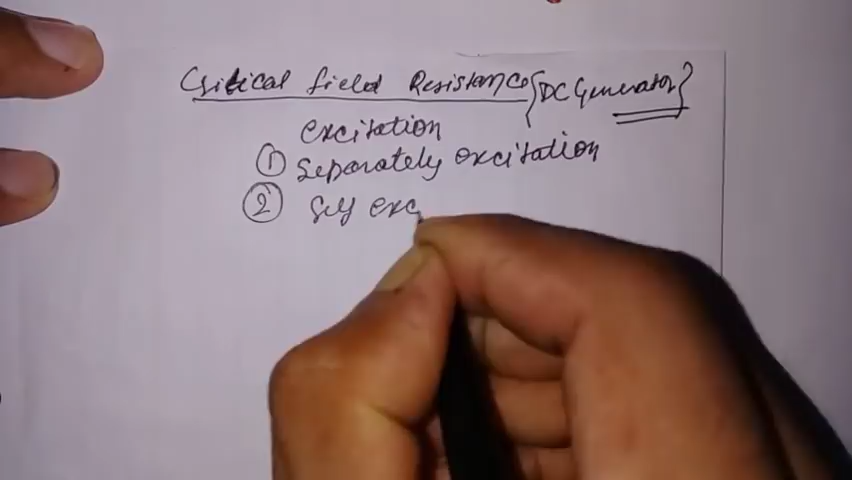 Critical field Resistance {DC Generator}
excitation
① Separately excitation
② Self exc